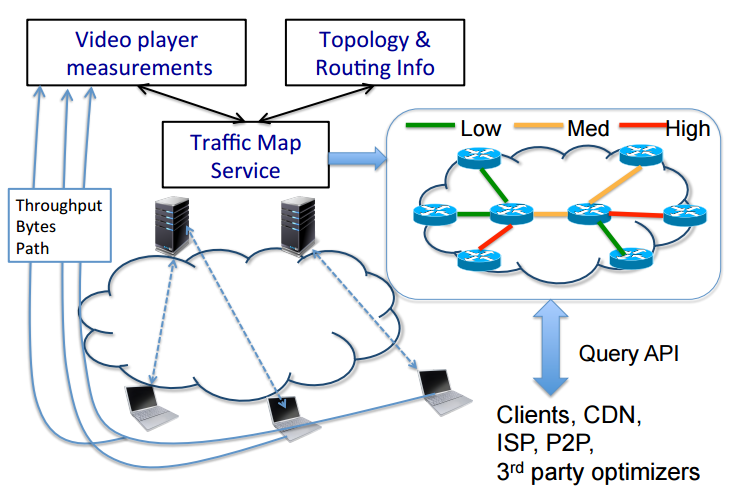 Video player
measurements
Topology &
Routing Info
Traffic Map
Service
Low
Med
High
Throughput
Bytes
Path
Query API
Clients, CDN,
ISP, P2P,
3rd party optimizers